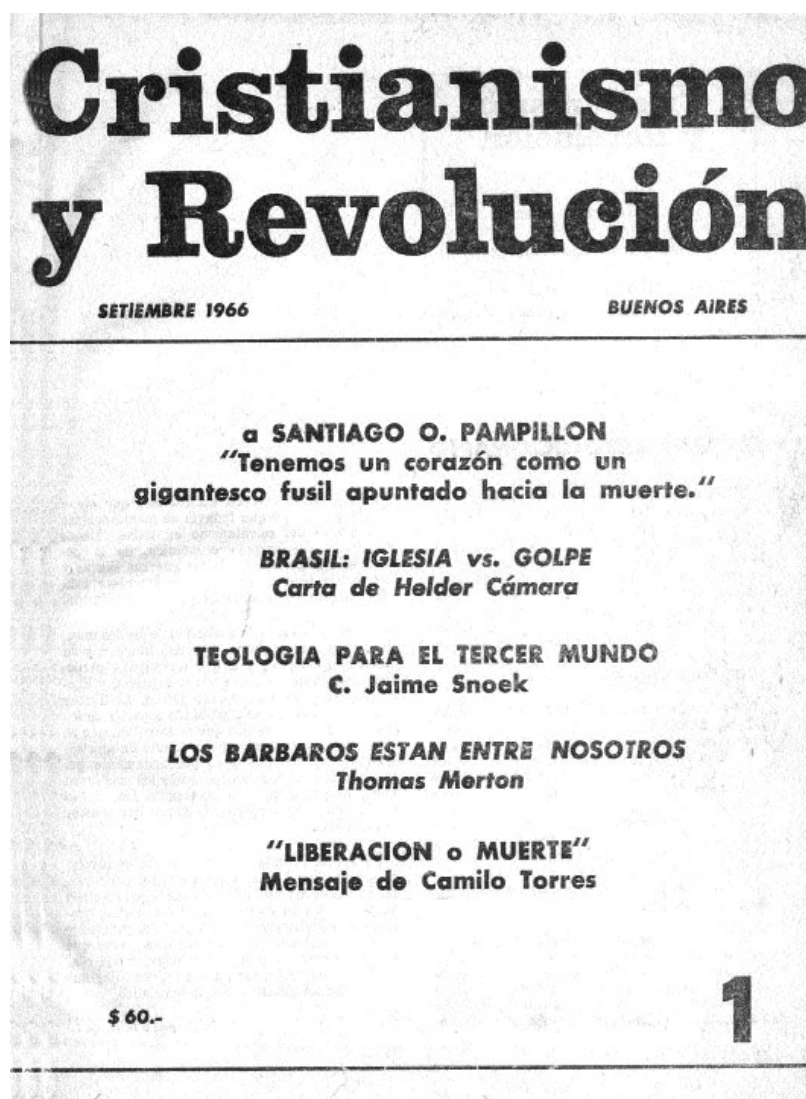 Cristianismo
y Revolución
SETIEMBRE 1966 BUENOS AIRES
a SANTIAGO O. PAMPILLON
"Tenemos un corazón como un
gigantesco fusil apuntado hacia la muerte."
BRASIL: IGLESIA vs. GOLPE
Carta de Helder Cámara
TEOLOGIA PARA EL TERCER MUNDO
C. Jaime Snoek
LOS BARBAROS ESTAN ENTRE NOSOTROS
Thomas Merton
"LIBERACION o MUERTE"
Mensaje de Camilo Torres
$ 60.-
1